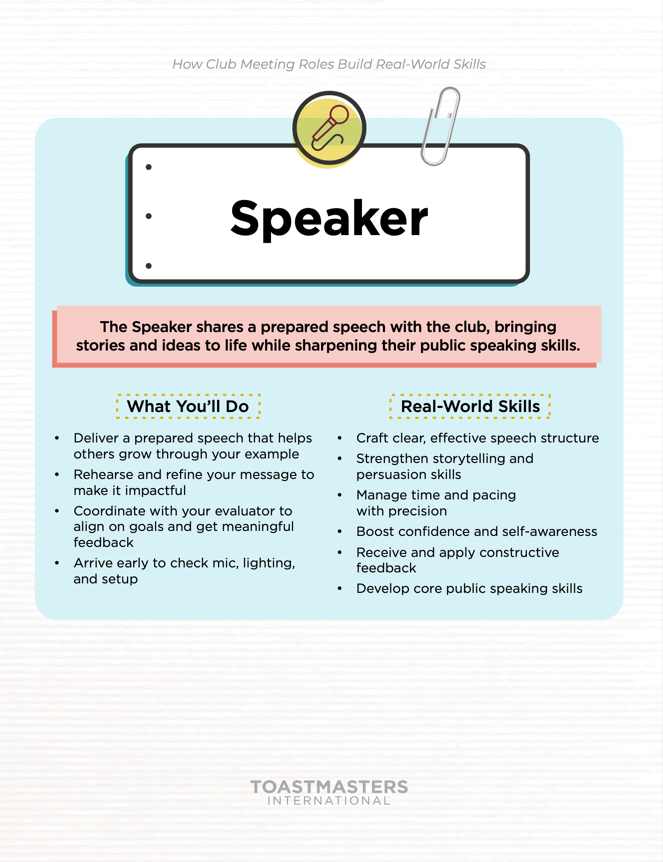 How Club Meeting Roles Build Real-World Skills
Speaker
The Speaker shares a prepared speech with the club, bringing
stories and ideas to life while sharpening their public speaking skills.
What You'll Do
• Deliver a prepared speech that helps
others grow through your example
• Rehearse and refine your message to
make it impactful
• Coordinate with your evaluator to
align on goals and get meaningful
feedback
• Arrive early to check mic, lighting,
and setup
Real-World Skills
• Craft clear, effective speech structure
• Strengthen storytelling and
persuasion skills
• Manage time and pacing
with precision
• Boost confidence and self-awareness
• Receive and apply constructive
feedback
• Develop core public speaking skills
TOASTMASTERS
INTERNATIONAL